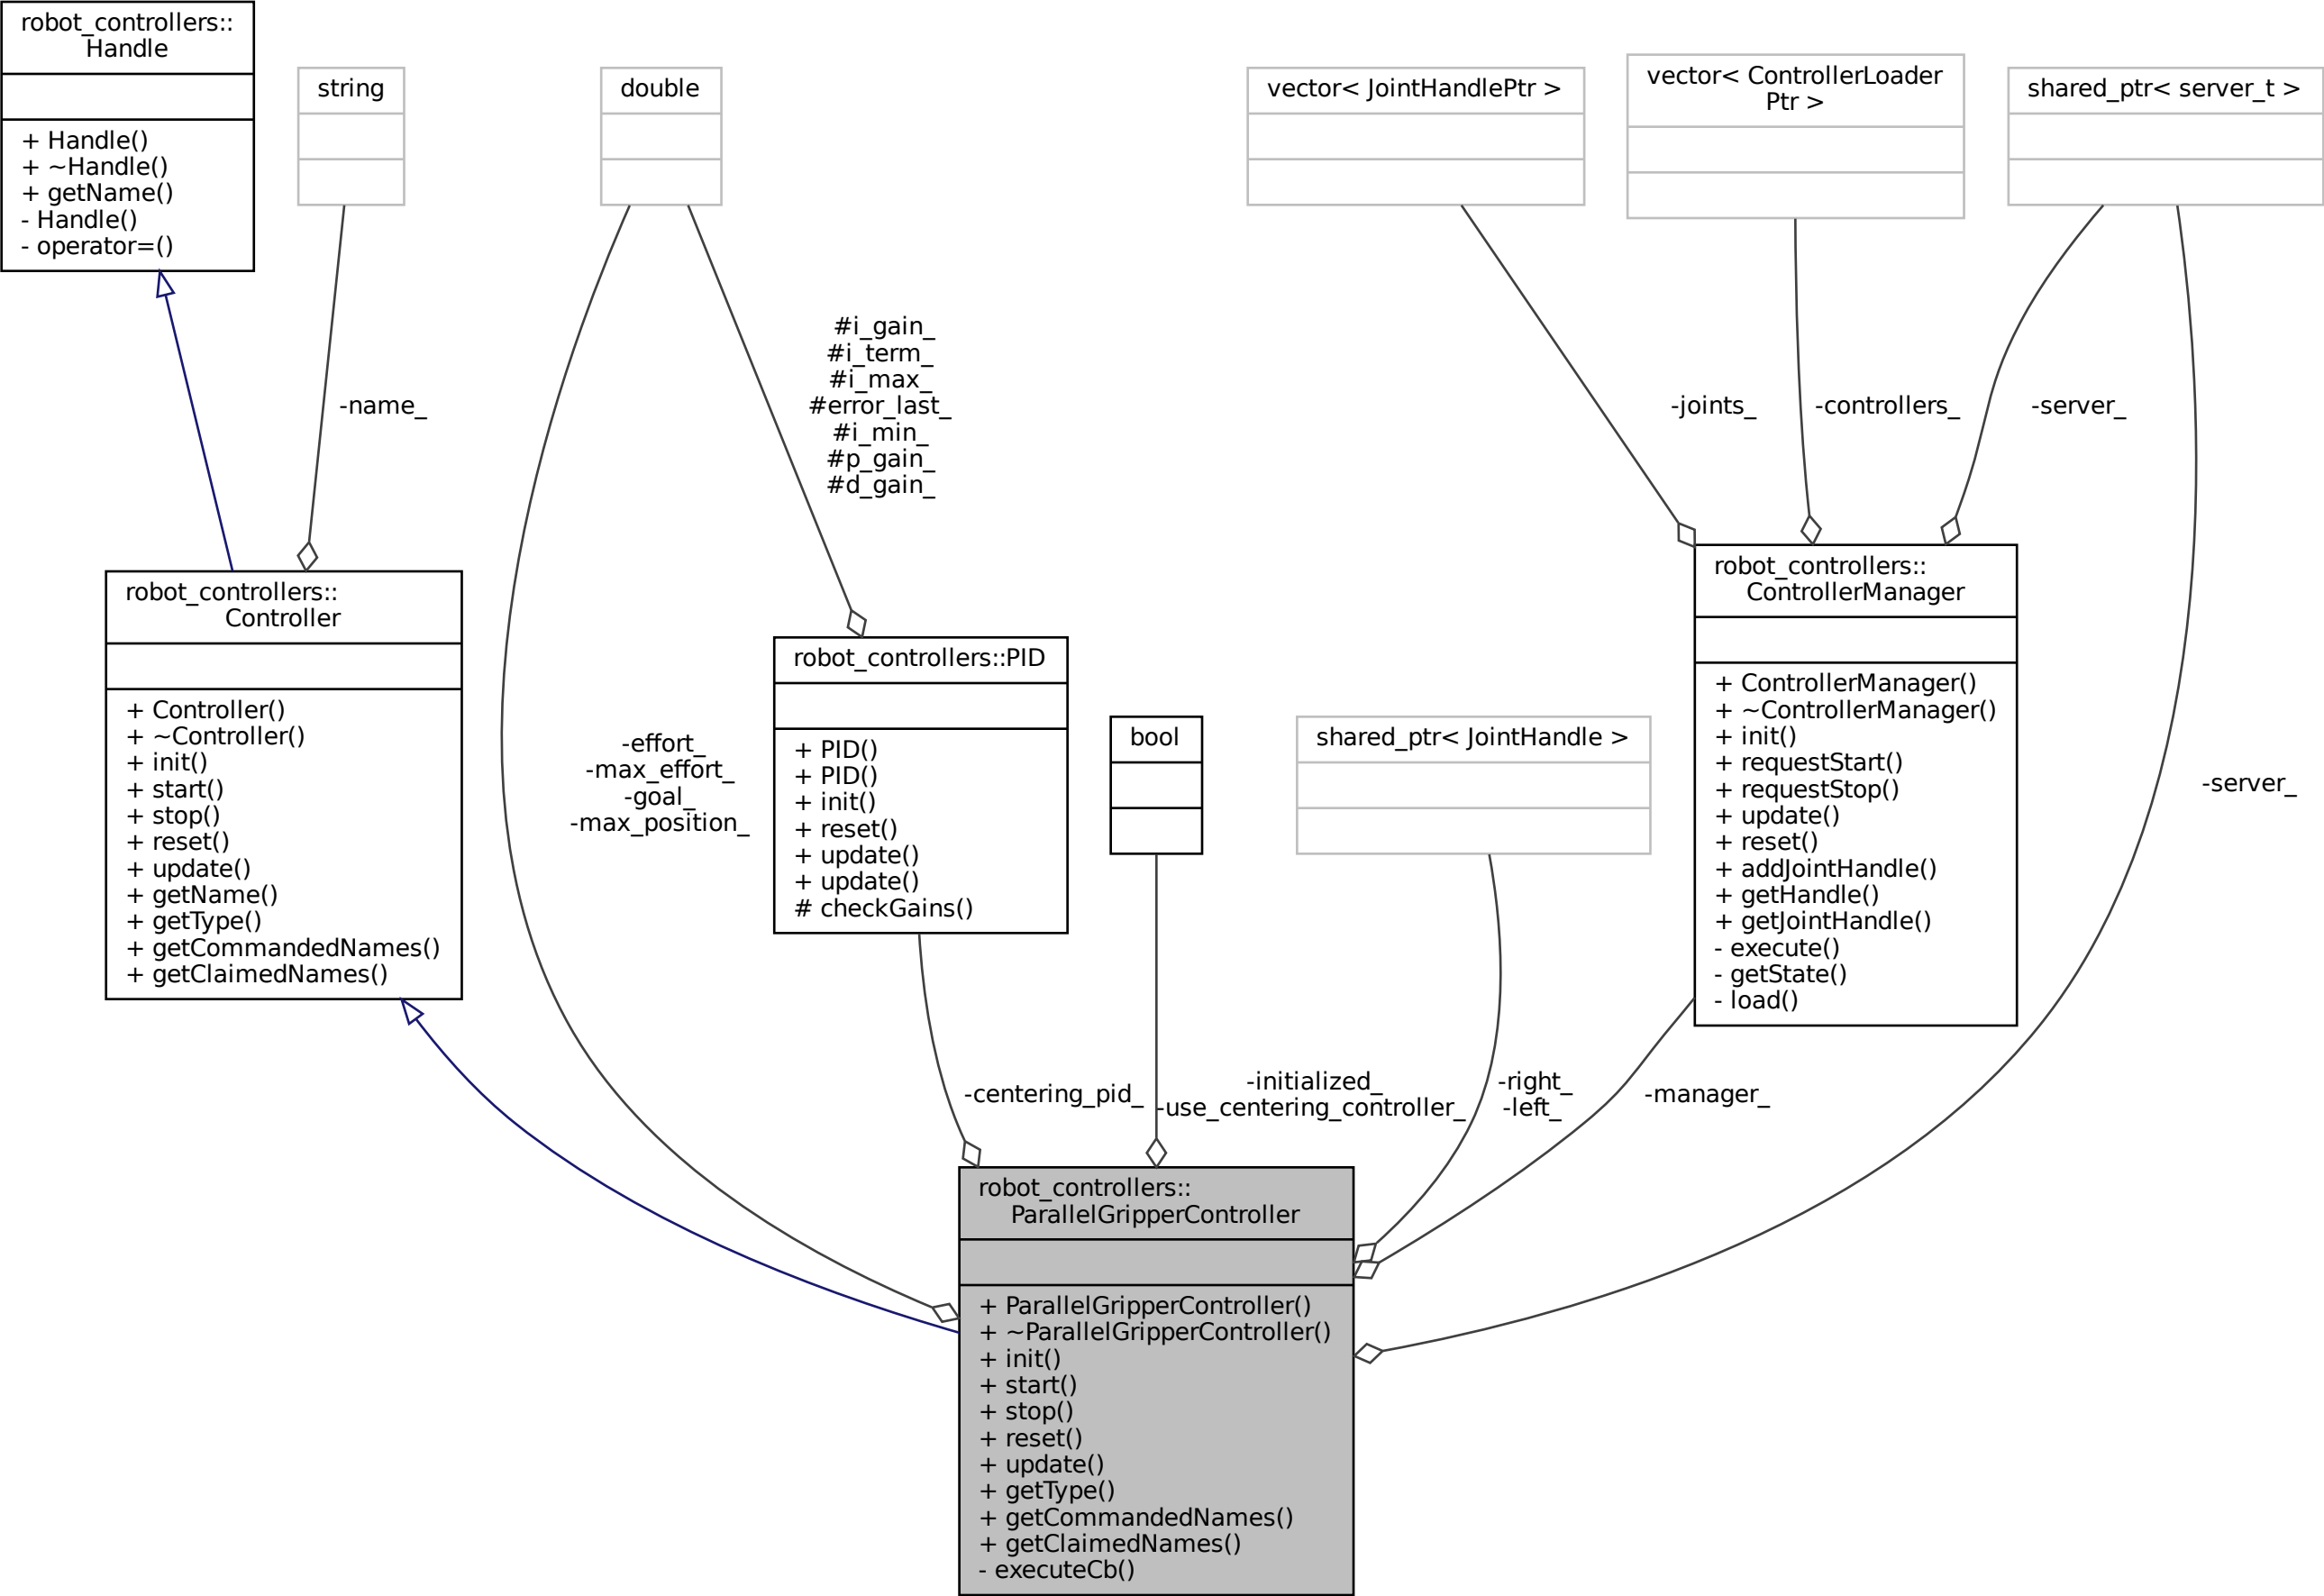 robot_controllers::
Handle
+ Handle()
+ ~Handle()
+ getName()
- Handle()
- operator=()
string
double
vector< JointHandlePtr >
vector< ControllerLoader
Ptr >
shared_ptr< server_t >
#i_gain_
#i_term_
#i_max_
#error_last_
#i_min_
#p_gain_
#d_gain_
-name_
-joints_
-controllers_
-server_
robot_controllers::
Controller
+ Controller()
+ ~Controller()
+ init()
+ start()
+ stop()
+ reset()
+ update()
+ getName()
+ getType()
+ getCommandedNames()
+ getClaimedNames()
-effort_
-max_effort_
-goal_
-max_position_
robot_controllers::PID
+ PID()
+ PID()
+ init()
+ reset()
+ update()
+ update()
# checkGains()
bool
shared_ptr< JointHandle >
robot_controllers::
ControllerManager
+ ControllerManager()
+ ~ControllerManager()
+ init()
+ requestStart()
+ requestStop()
+ update()
+ reset()
+ addJointHandle()
+ getHandle()
+ getJointHandle()
- execute()
- getState()
- load()
-server_
-centering_pid_
-initialized_
-use_centering_controller_
-right_
-left_
-manager_
robot_controllers::
ParallelGripperController
+ ParallelGripperController()
+ ~ParallelGripperController()
+ init()
+ start()
+ stop()
+ reset()
+ update()
+ getType()
+ getCommandedNames()
+ getClaimedNames()
- executeCb()